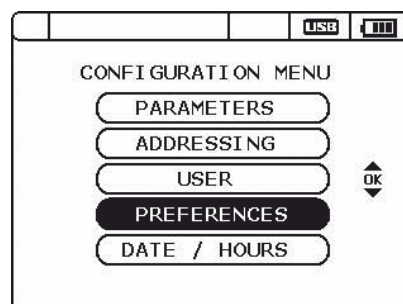 USB
CONFIGURATION MENU
PARAMETERS
ADDRESSING
USER
PREFERENCES
OK
DATE / HOURS